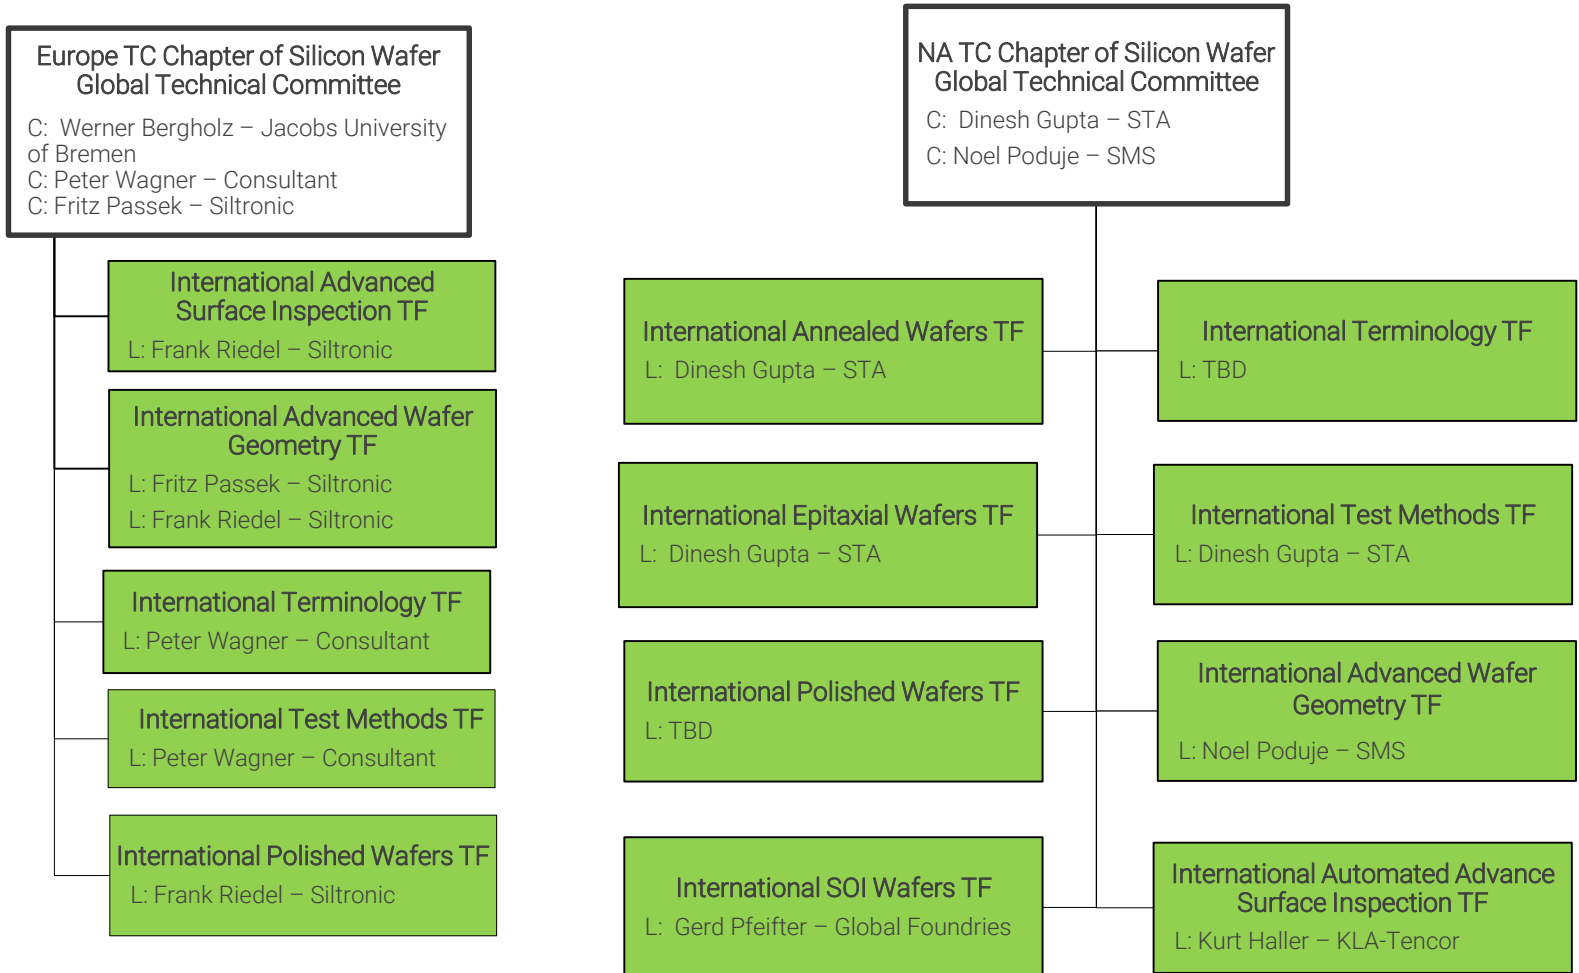 Europe TC Chapter of Silicon Wafer
Global Technical Committee
C:  Werner Bergholz – Jacobs University
of Bremen
C: Peter Wagner – Consultant
C: Fritz Passek – Siltronic
International Advanced
Surface Inspection TF
L: Frank Riedel – Siltronic
International Advanced Wafer
Geometry TF
L: Fritz Passek – Siltronic
L: Frank Riedel – Siltronic
International Terminology TF
L: Peter Wagner – Consultant
International Test Methods TF
L: Peter Wagner – Consultant
International Polished Wafers TF
L: Frank Riedel – Siltronic
NA TC Chapter of Silicon Wafer
Global Technical Committee
C:  Dinesh Gupta – STA
C: Noel Poduje – SMS
International Annealed Wafers TF
L:  Dinesh Gupta – STA
International Terminology TF
L: TBD
International Epitaxial Wafers TF
L:  Dinesh Gupta – STA
International Test Methods TF
L: Dinesh Gupta – STA
International Polished Wafers TF
L: TBD
International Advanced Wafer
Geometry TF
L: Noel Poduje – SMS
International SOI Wafers TF
L:  Gerd Pfeifter – Global Foundries
International Automated Advance
Surface Inspection TF
L: Kurt Haller – KLA-Tencor